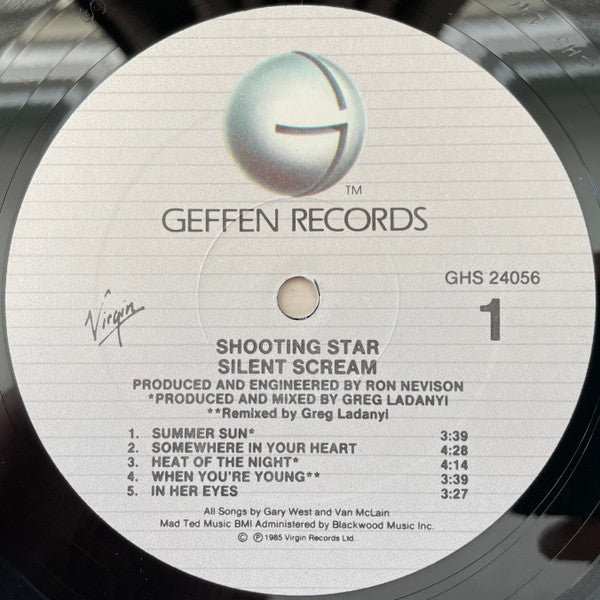 TM
GEFFEN RECORDS
GHS 24056
Virgin
1
SHOOTING STAR
SILENT SCREAM
PRODUCED AND ENGINEERED BY RON NEVISON
*PRODUCED AND MIXED BY GREG LADANYI
**Remixed by Greg Ladanyi
1. SUMMER SUN* 3:39
2. SOMEWHERE IN YOUR HEART 4:28
3. HEAT OF THE NIGHT* 4:14
4. WHEN YOU'RE YOUNG** 3:39
5. IN HER EYES 3:27
All Songs by Gary West and Van McLain
Mad Ted Music BMI Administered by Blackwood Music Inc.
© ℗ 1985 Virgin Records Ltd.